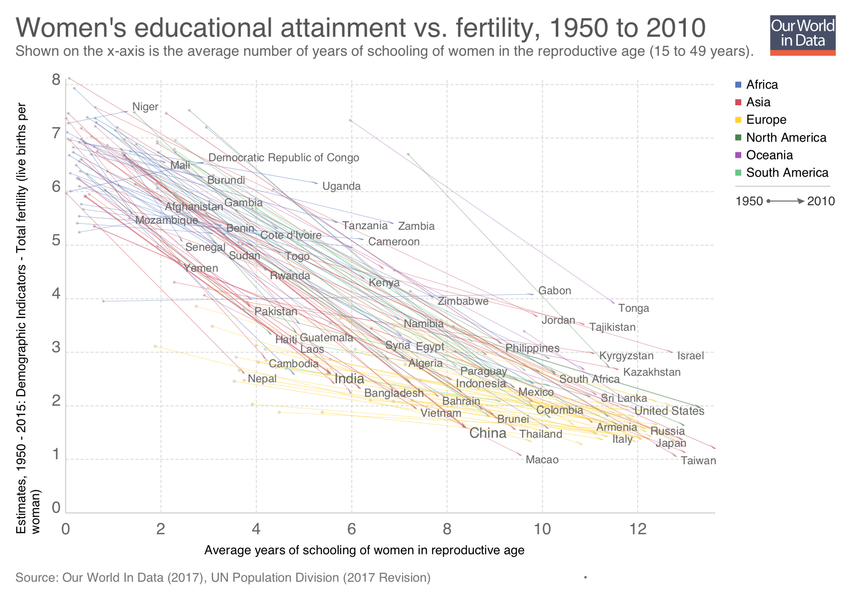 Women's educational attainment vs. fertility, 1950 to 2010
Shown on the x-axis is the average number of years of schooling of women in the reproductive age (15 to 49 years).
Our World
in Data
Estimates, 1950 - 2015: Demographic Indicators - Total fertility (live births per
woman)
8
7
6
5
4
3
2
1
0
Niger
Democratic Republic of Congo
Mali
Burundi
Uganda
Afghanistan
Gambia
Mozambique
Benin
Tanzania
Zambia
Cote d'Ivoire
Cameroon
Senegal
Sudan
Togo
Yemen
Rwanda
Kenya
Gabon
Zimbabwe
Tonga
Pakistan
Jordan
Namibia
Tajikistan
Haiti
Guatemala
Laos
Syria
Egypt
Philippines
Kyrgyzstan
Israel
Cambodia
Algeria
Paraguay
Kazakhstan
Nepal
India
Indonesia
South Africa
Bangladesh
Mexico
Bahrain
Sri Lanka
Vietnam
Colombia
United States
China
Brunei
Thailand
Armenia
Russia
Italy
Japan
Macao
Taiwan
0
2
4
6
8
10
12
Average years of schooling of women in reproductive age
Africa
Asia
Europe
North America
Oceania
South America
1950
2010
Source: Our World In Data (2017), UN Population Division (2017 Revision)